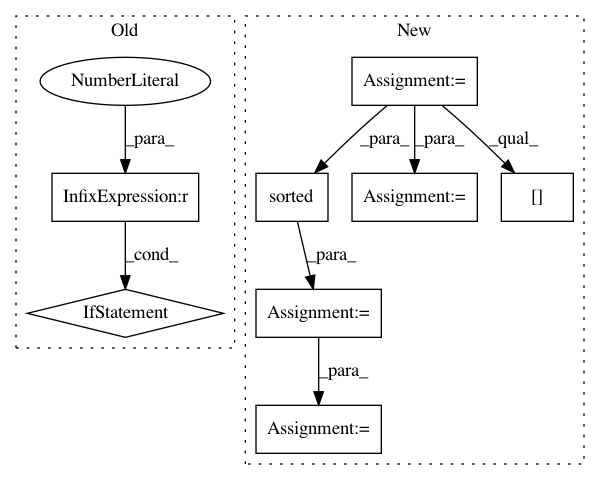 Old
New
NumberLiteral
Assignment:=
_para_
_para_
_para_
_qual_
InfixExpression:r
sorted
Assignment:=
[]
_cond_
_para_
IfStatement
Assignment:=
_para_
Assignment:=